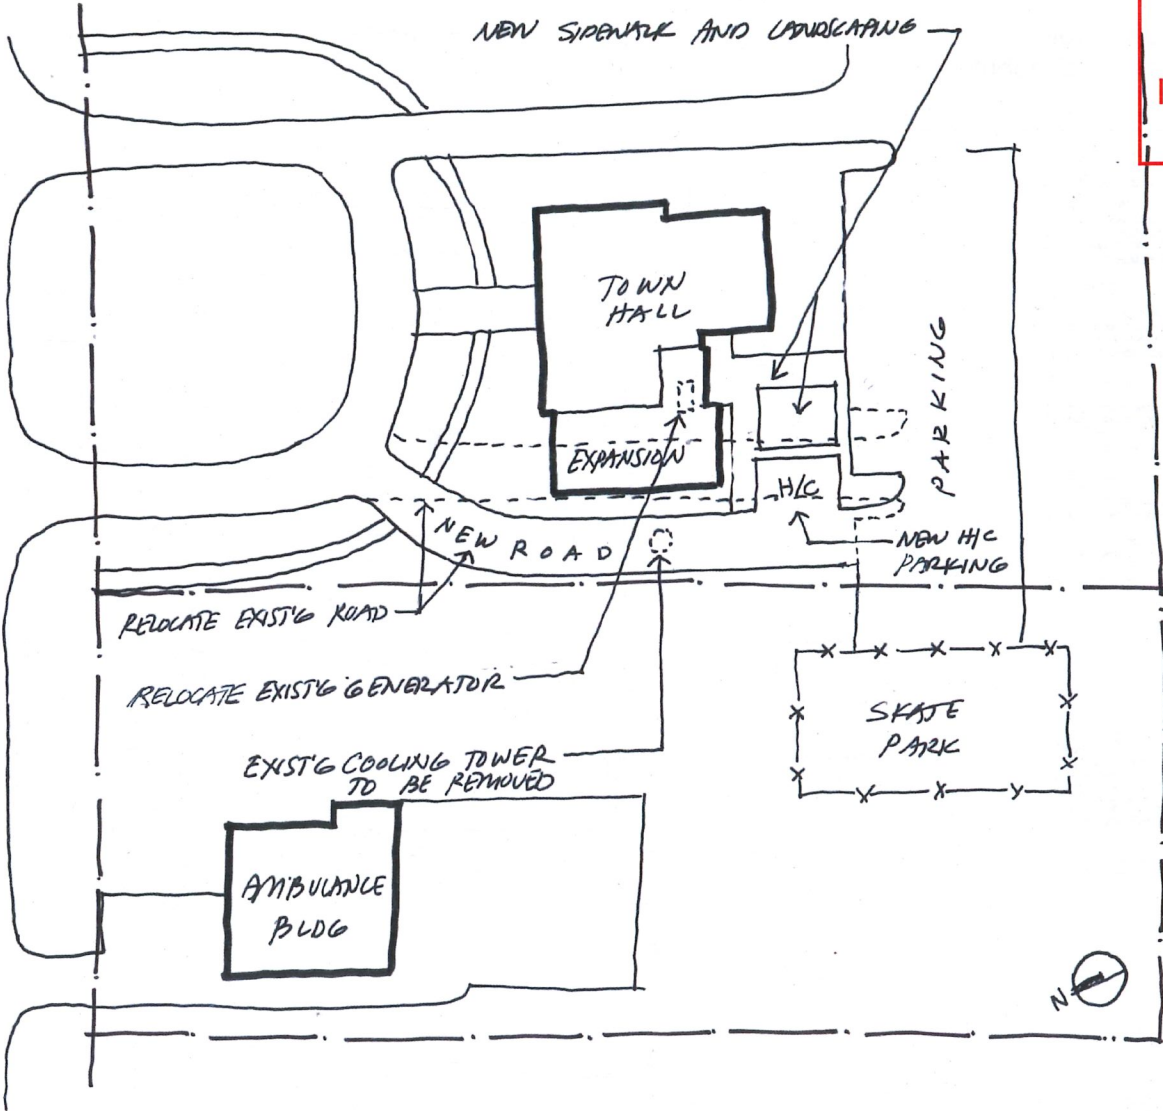 NEW SIDEWALK AND LANDSCAPING
TOWN
HALL
PARKING
EXPANSION
H/C
NEW ROAD
NEW H/C
PARKING
RELOCATE EXIST'G ROAD
RELOCATE EXIST'G GENERATOR
SKATE
PARK
EXIST'G COOLING TOWER
TO BE REMOVED
AMBULANCE
BLDG
N